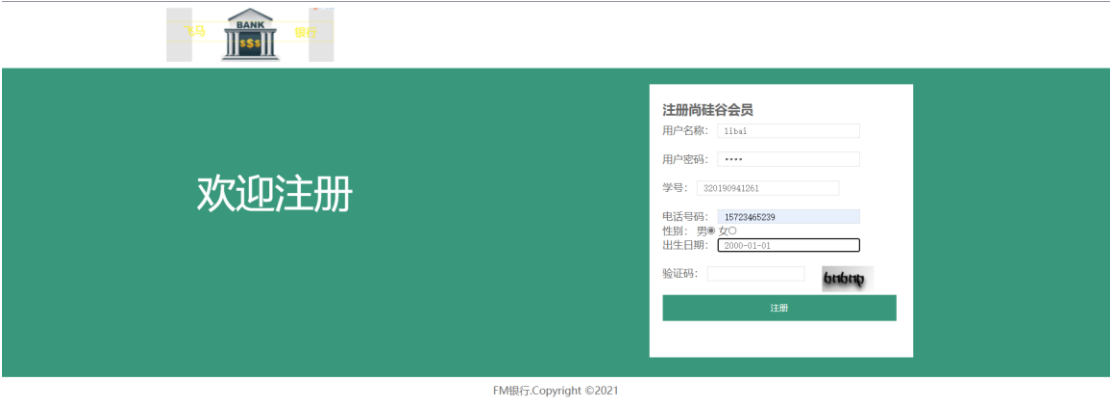 飞马 BANK 银行
$$$
注册尚硅谷会员
用户名称： libai
用户密码： ••••
欢迎注册
学号： 320190941261
电话号码： 15723465239
性别： 男 女
出生日期： 2000-01-01
验证码： bnbnp
注册
FM银行.Copyright ©2021